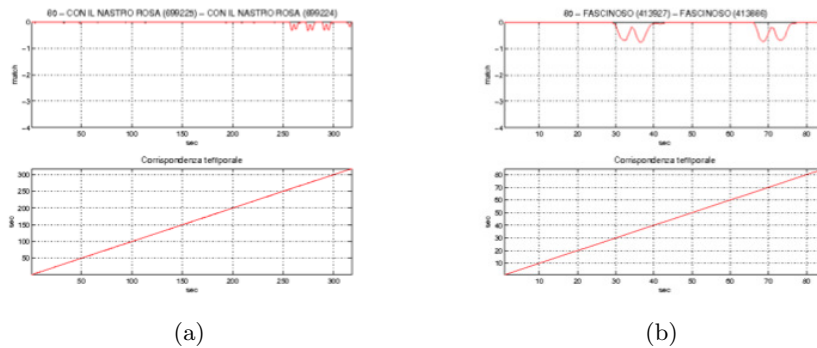 60 – CON IL NASTRO ROSA (699225) – CON IL NASTRO ROSA (699224)
0
−1
−2
−3
−4
match
50 100 150 200 250 300
sec
Corrispondenza temporale
300
250
200
150
100
50
sec
50 100 150 200 250 300
sec
(a)
60 – FASCINOSO (413927) – FASCINOSO (413886)
0
−1
−2
−3
−4
match
10 20 30 40 50 60 70 80
sec
Corrispondenza temporale
80
70
60
50
40
30
20
10
sec
10 20 30 40 50 60 70 80
sec
(b)